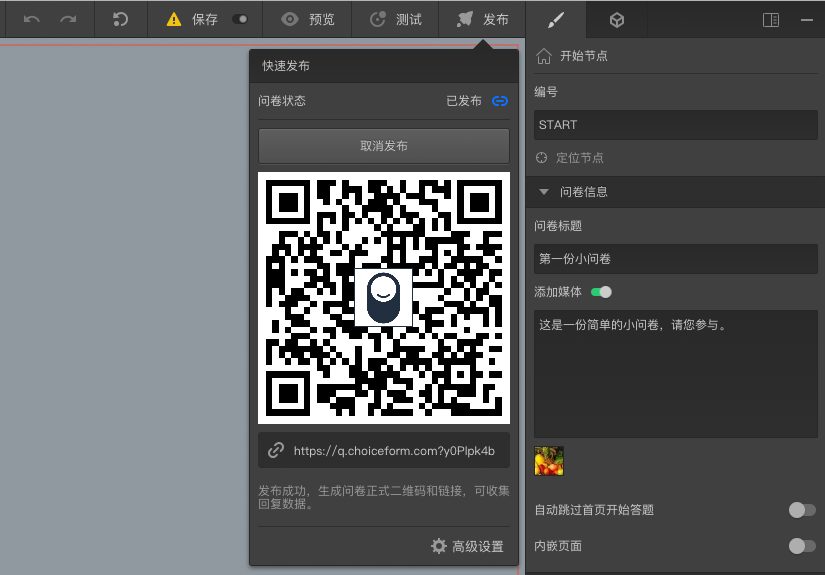 保存 预览 测试 发布
快速发布
问卷状态 已发布
取消发布
https://q.choiceform.com?y0Plpk4b
发布成功，生成问卷正式二维码和链接，可收集
回复数据。
高级设置
开始节点
编号
START
定位节点
问卷信息
问卷标题
第一份小问卷
添加媒体
这是一份简单的小问卷，请您参与。
自动跳过首页开始答题
内嵌页面